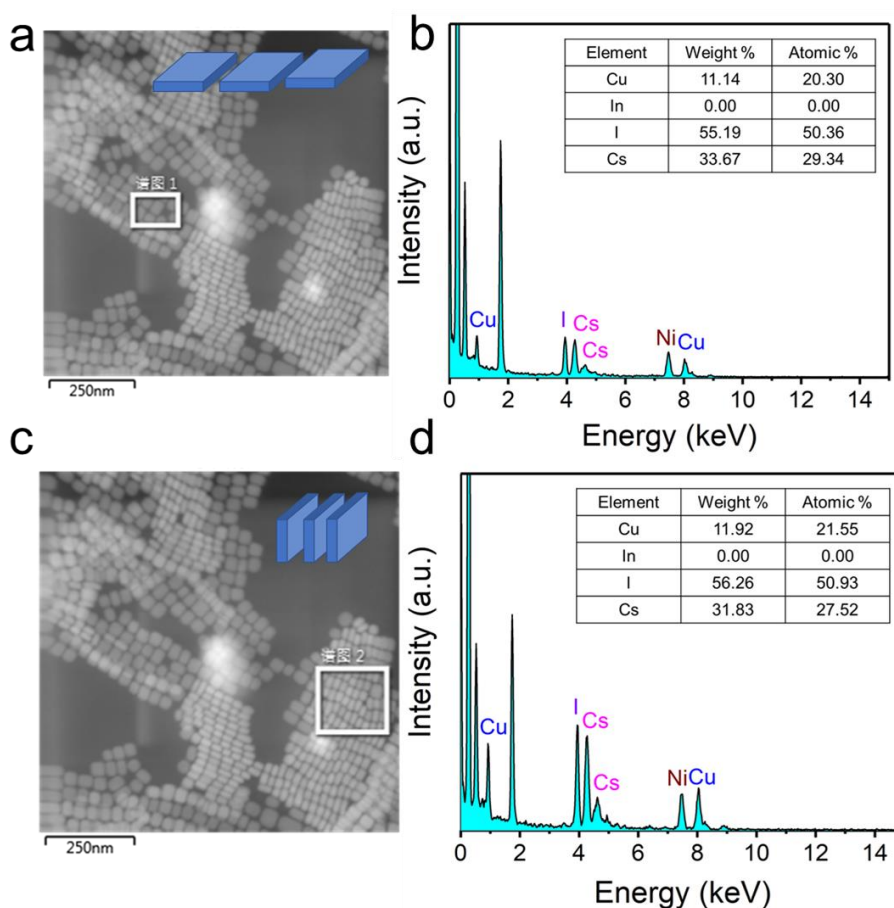 a
图 1
250nm
b
Intensity (a.u.)
Element Weight % Atomic %
Cu 11.14 20.30
In 0.00 0.00
I 55.19 50.36
Cs 33.67 29.34
Cu
I
Cs
Cs
Ni
Cu
0 2 4 6 8 10 12 14
Energy (keV)
c
图 2
250nm
d
Intensity (a.u.)
Element Weight % Atomic %
Cu 11.92 21.55
In 0.00 0.00
I 56.26 50.93
Cs 31.83 27.52
Cu
I
Cs
Cs
Ni
Cu
0 2 4 6 8 10 12 14
Energy (keV)